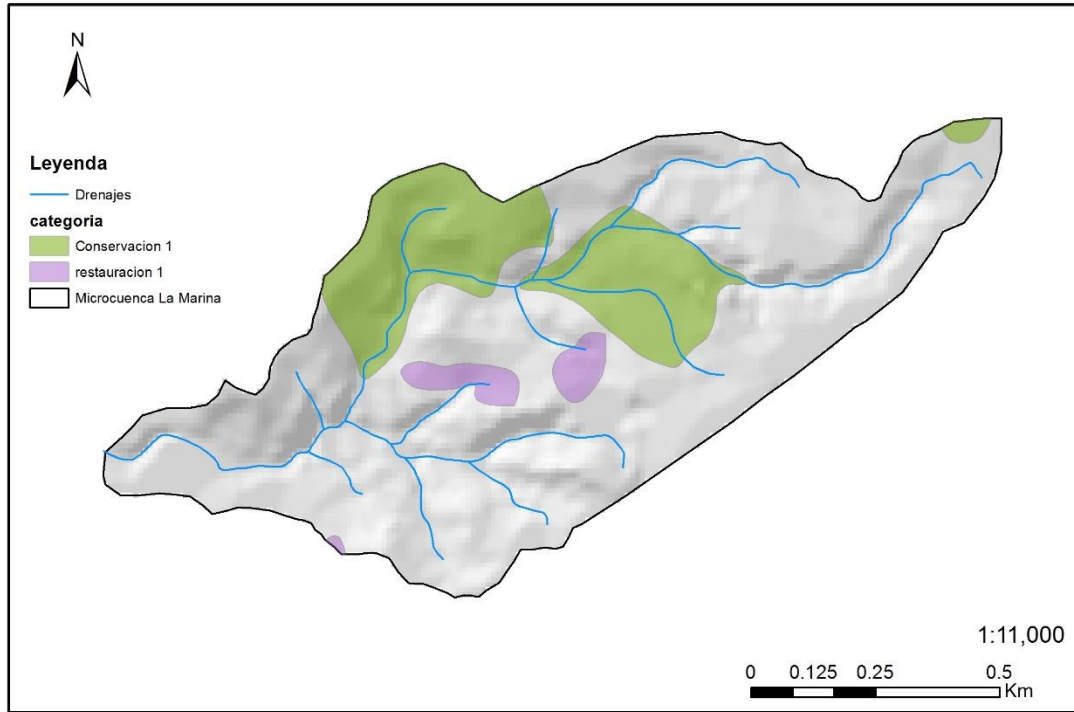 N
Leyenda
Drenajes
categoria
Conservacion 1
restauracion 1
Microcuenca La Marina
1:11,000
0 0.125 0.25 0.5
Km